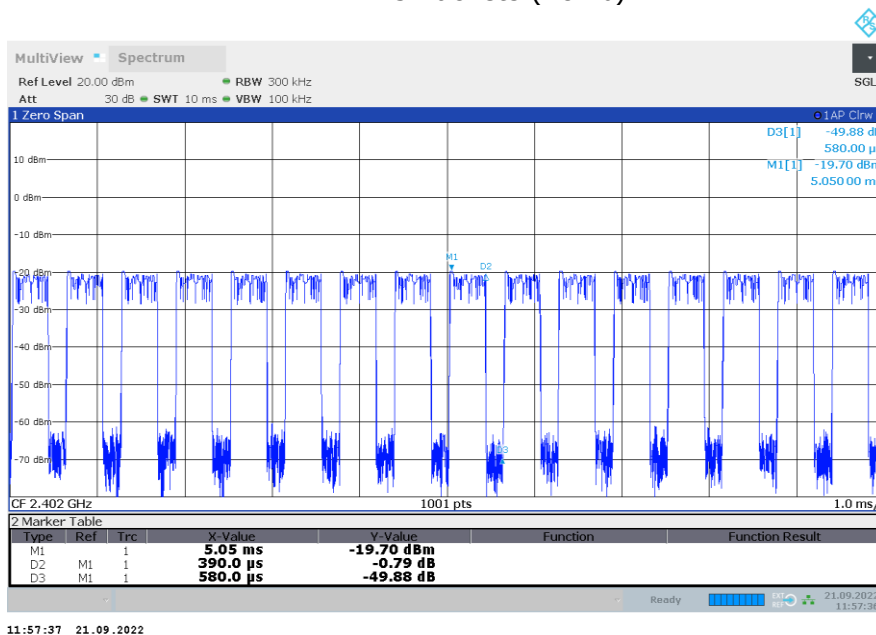 MultiView Spectrum
Ref Level 20.00 dBm RBW 300 kHz SGL
Att 30 dB SWT 10 ms VBW 100 kHz
1 Zero Span 1AP Clrw
D3[1] -49.88 d
580.00 µ
M1[1] -19.70 dBm
5.050 00 m
10 dBm
0 dBm
-10 dBm
M1
D2
-20 dBm
-30 dBm
-40 dBm
-50 dBm
-60 dBm
D3
-70 dBm
CF 2.402 GHz 1001 pts 1.0 ms/
2 Marker Table
Type Ref Trc X-Value Y-Value Function Function Result
M1 1 5.05 ms -19.70 dBm
D2 M1 1 390.0 µs -0.79 dB
D3 M1 1 580.0 µs -49.88 dB
Ready EXT REF 21.09.2022
11:57:36
11:57:37 21.09.2022